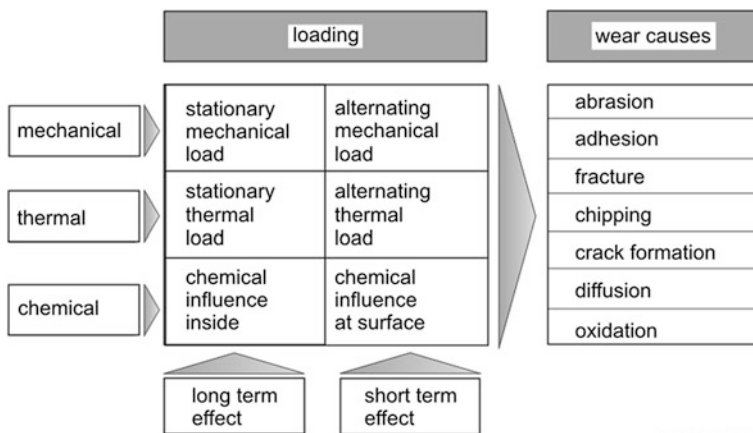 loading
wear causes
mechanical
stationary
mechanical
load
alternating
mechanical
load
thermal
stationary
thermal
load
alternating
thermal
load
chemical
chemical
influence
inside
chemical
influence
at surface
abrasion
adhesion
fracture
chipping
crack formation
diffusion
oxidation
long term
effect
short term
effect